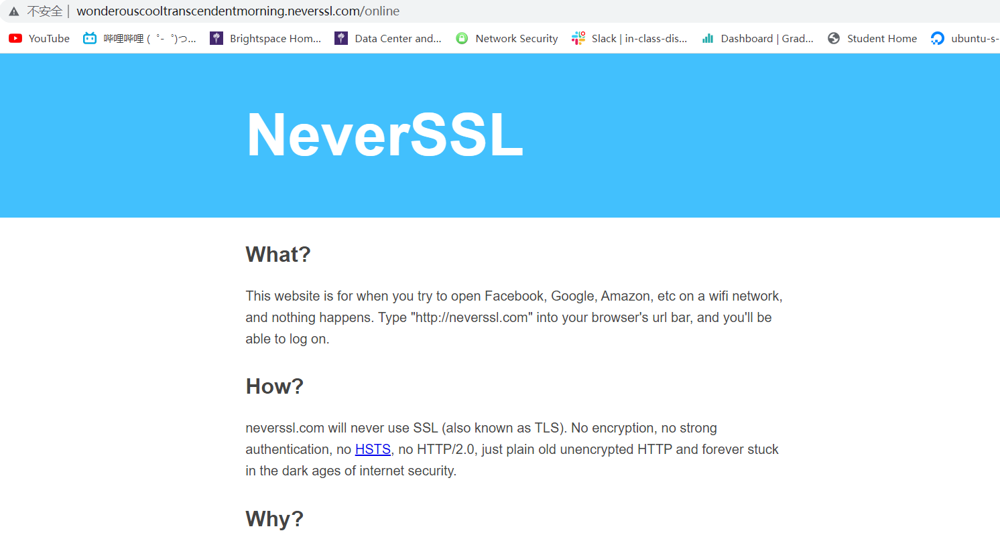 不安全 | wonderouscooltranscendentmorning.neverssl.com/online
YouTube 哔哩哔哩 ( ゜- ゜)つ... Brightspace Hom... Data Center and... Network Security Slack | in-class-dis... Dashboard | Grad... Student Home ubuntu-s-
NeverSSL
What?
This website is for when you try to open Facebook, Google, Amazon, etc on a wifi network,
and nothing happens. Type "http://neverssl.com" into your browser's url bar, and you'll be
able to log on.
How?
neverssl.com will never use SSL (also known as TLS). No encryption, no strong
authentication, no HSTS, no HTTP/2.0, just plain old unencrypted HTTP and forever stuck
in the dark ages of internet security.
Why?